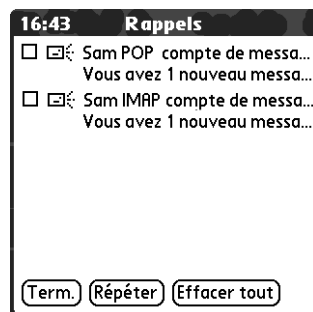 16:43 Rappels
Sam POP compte de messa...
Vous avez 1 nouveau messa...
Sam IMAP compte de messa...
Vous avez 1 nouveau messa...
Term. Répéter Effacer tout